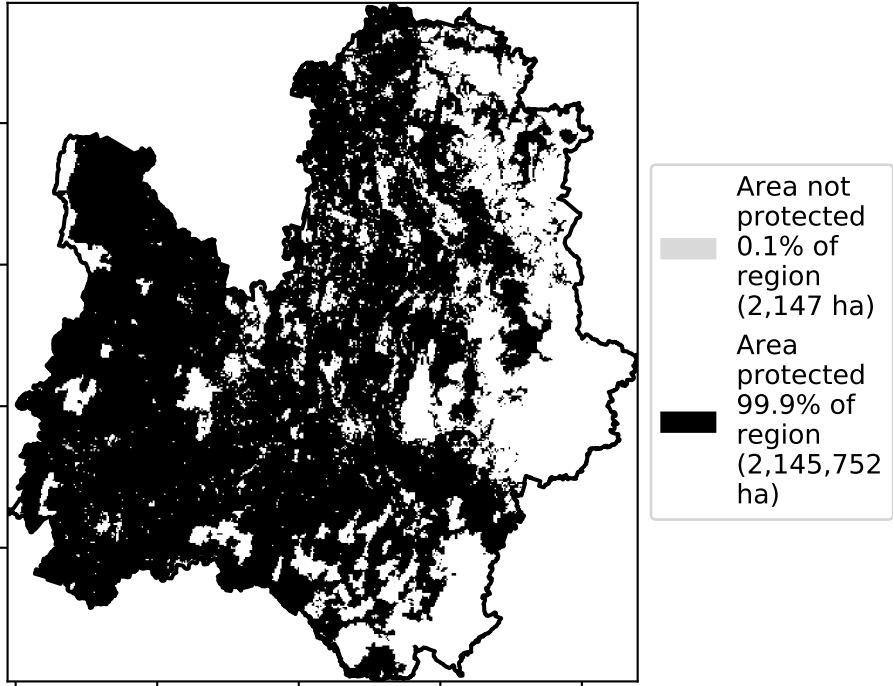 Area not
protected
0.1% of
region
(2,147 ha)
Area
protected
99.9% of
region
(2,145,752
ha)